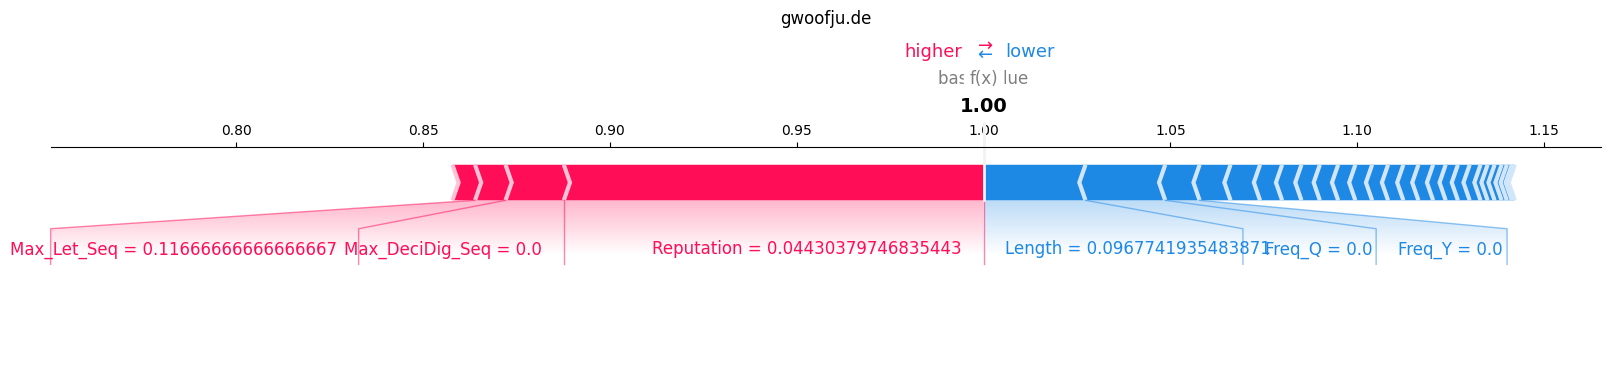 gwoofju.de
higher ⇄ lower
bas f(x) lue
1.00
0.80 0.85 0.90 0.95 1.00 1.05 1.10 1.15
Max_Let_Seq = 0.11666666666666667 Max_DeciDig_Seq = 0.0 Reputation = 0.04430379746835443 Length = 0.0967741935483871 Freq_Q = 0.0 Freq_Y = 0.0